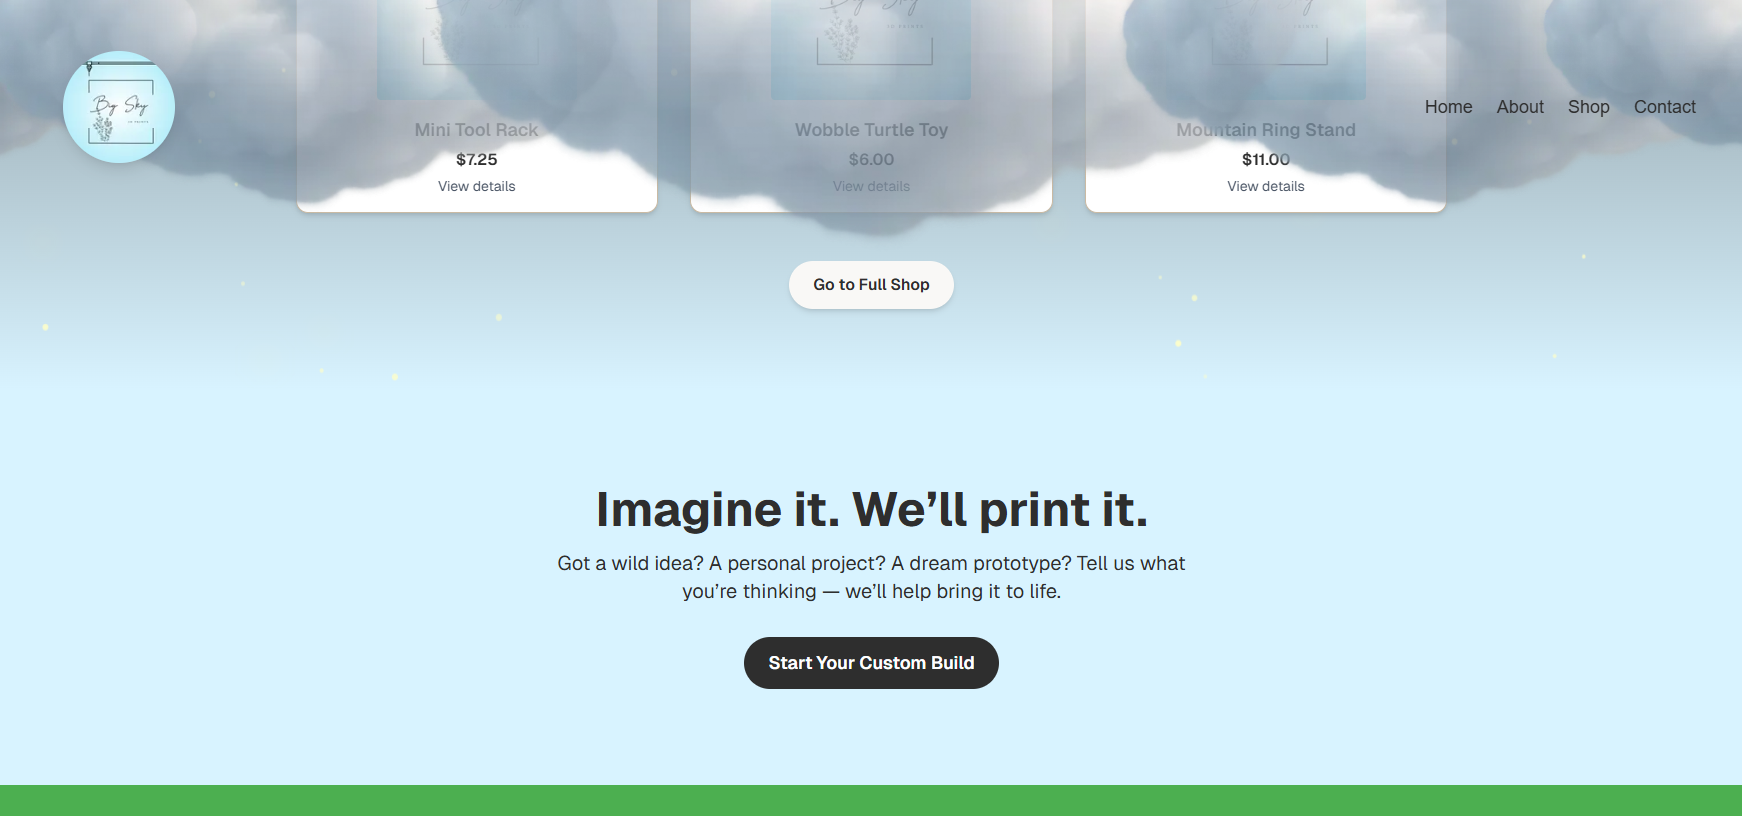 Big Sky
Home
About
Shop
Contact
Mini Tool Rack
$7.25
View details
Wobble Turtle Toy
$6.00
View details
Mountain Ring Stand
$11.00
View details
Go to Full Shop
Imagine it. We’ll print it.
Got a wild idea? A personal project? A dream prototype? Tell us what
you’re thinking — we’ll help bring it to life.
Start Your Custom Build